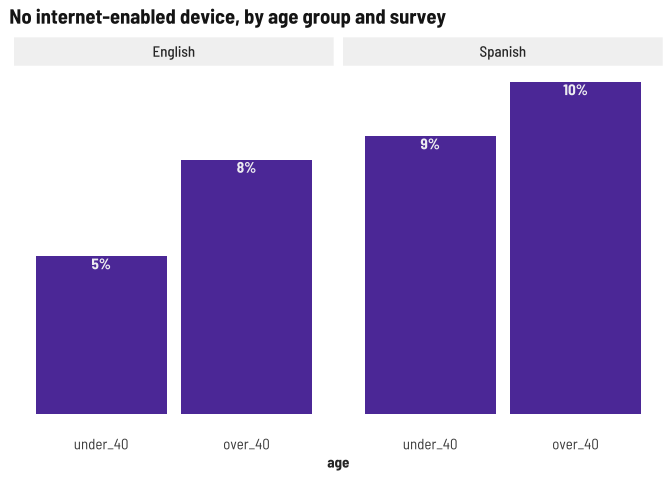 No internet-enabled device, by age group and survey
English Spanish
10%
9%
8%
5%
under_40 over_40 under_40 over_40
age